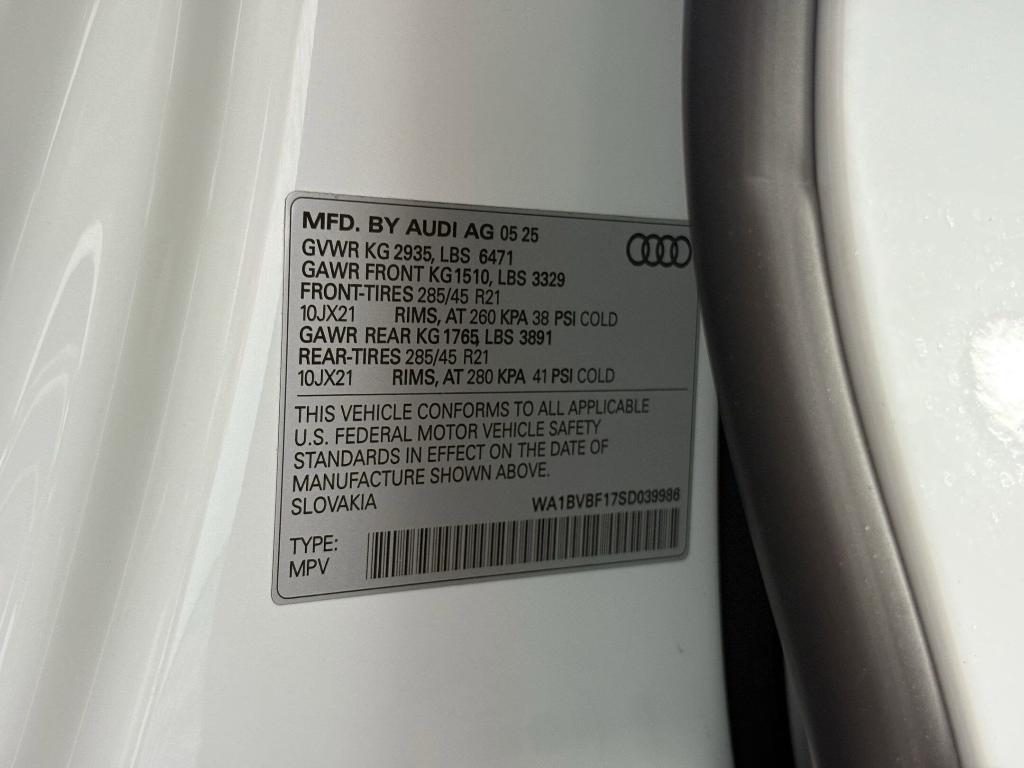 MFD. BY AUDI AG 05 25
GVWR KG 2935, LBS 6471
GAWR FRONT KG1510, LBS 3329
FRONT-TIRES 285/45 R21
10JX21 RIMS, AT 260 KPA 38 PSI COLD
GAWR REAR KG 1765, LBS 3891
REAR-TIRES 285/45 R21
10JX21 RIMS, AT 280 KPA 41 PSI COLD
THIS VEHICLE CONFORMS TO ALL APPLICABLE
U.S. FEDERAL MOTOR VEHICLE SAFETY
STANDARDS IN EFFECT ON THE DATE OF
MANUFACTURE SHOWN ABOVE.
SLOVAKIA WA1BVBF17SD039986
TYPE:
MPV